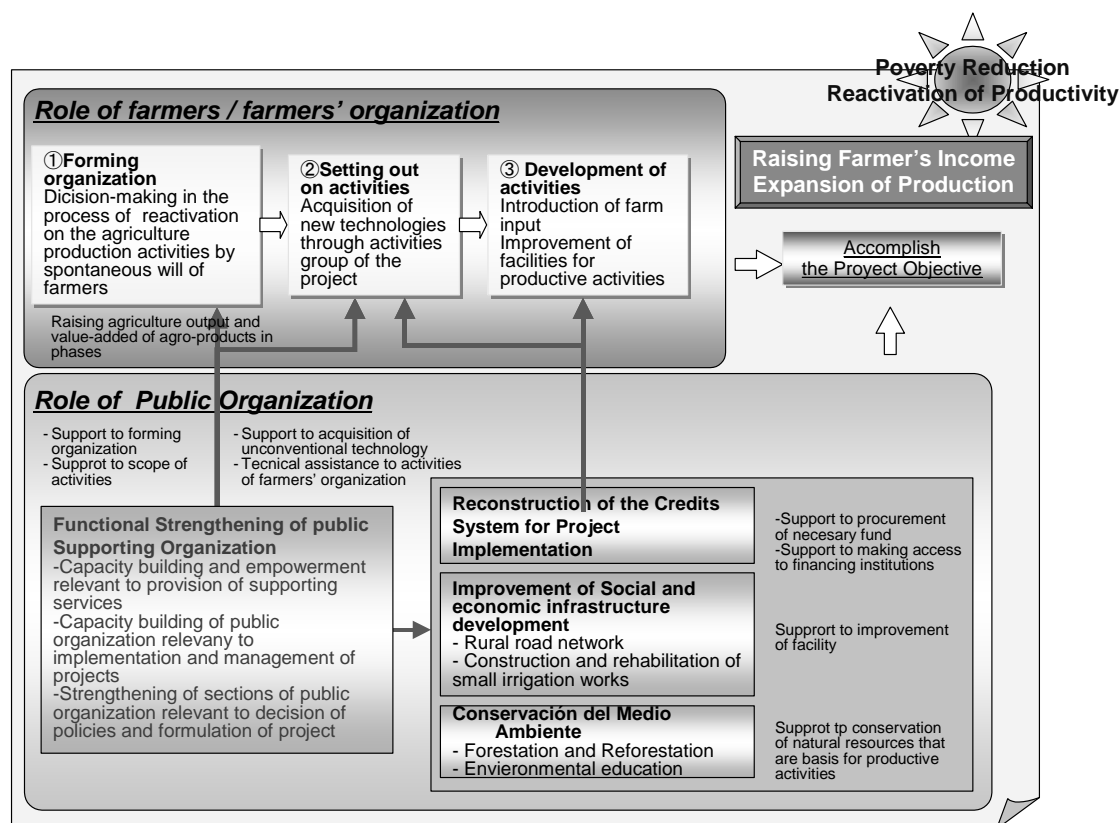 Poverty Reduction
Reactivation of Productivity
Role of farmers / farmers' organization
①Forming
organization
Dicision-making in the
process of reactivation
on the agriculture
production activities by
spontaneous will of
farmers
②Setting out
on activities
Acquisition of
new technologies
through activities
group of the
project
③ Development of
activities
Introduction of farm
input
Improvement of
facilities for
productive activities
Raising Farmer's Income
Expansion of Production
Accomplish
the Proyect Objective
Raising agriculture output and
value-added of agro-products in
phases
Role of Public Organization
- Support to forming
organization
- Supprot to scope of
activities
- Support to acquisition of
unconventional technology
- Tecnical assistance to activities
of farmers' organization
Functional Strengthening of public
Supporting Organization
-Capacity building and empowerment
relevant to provision of supporting
services
-Capacity building of public
organization relevany to
implementation and management of
projects
-Strengthening of sections of public
organization relevant to decision of
policies and formulation of project
Reconstruction of the Credits
System for Project
Implementation
-Support to procurement
of necesary fund
-Support to making access
to financing institutions
Improvement of Social and
economic infrastructure
development
- Rural road network
- Construction and rehabilitation of
small irrigation works
Support to improvement
of facility
Conservación del Medio
Ambiente
- Forestation and Reforestation
- Envieronmental education
Supprot tp conservation
of natural resources that
are basis for productive
activities